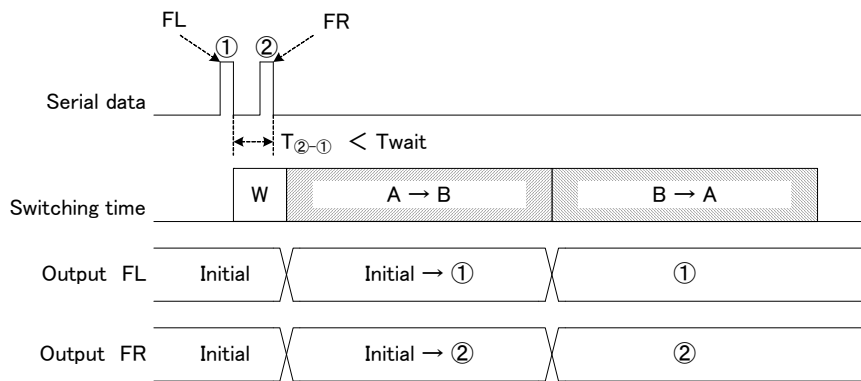 FL FR
① ②
Serial data
T②-① < Twait
Switching time W A → B B → A
Output FL Initial Initial → ① ①
Output FR Initial Initial → ② ②